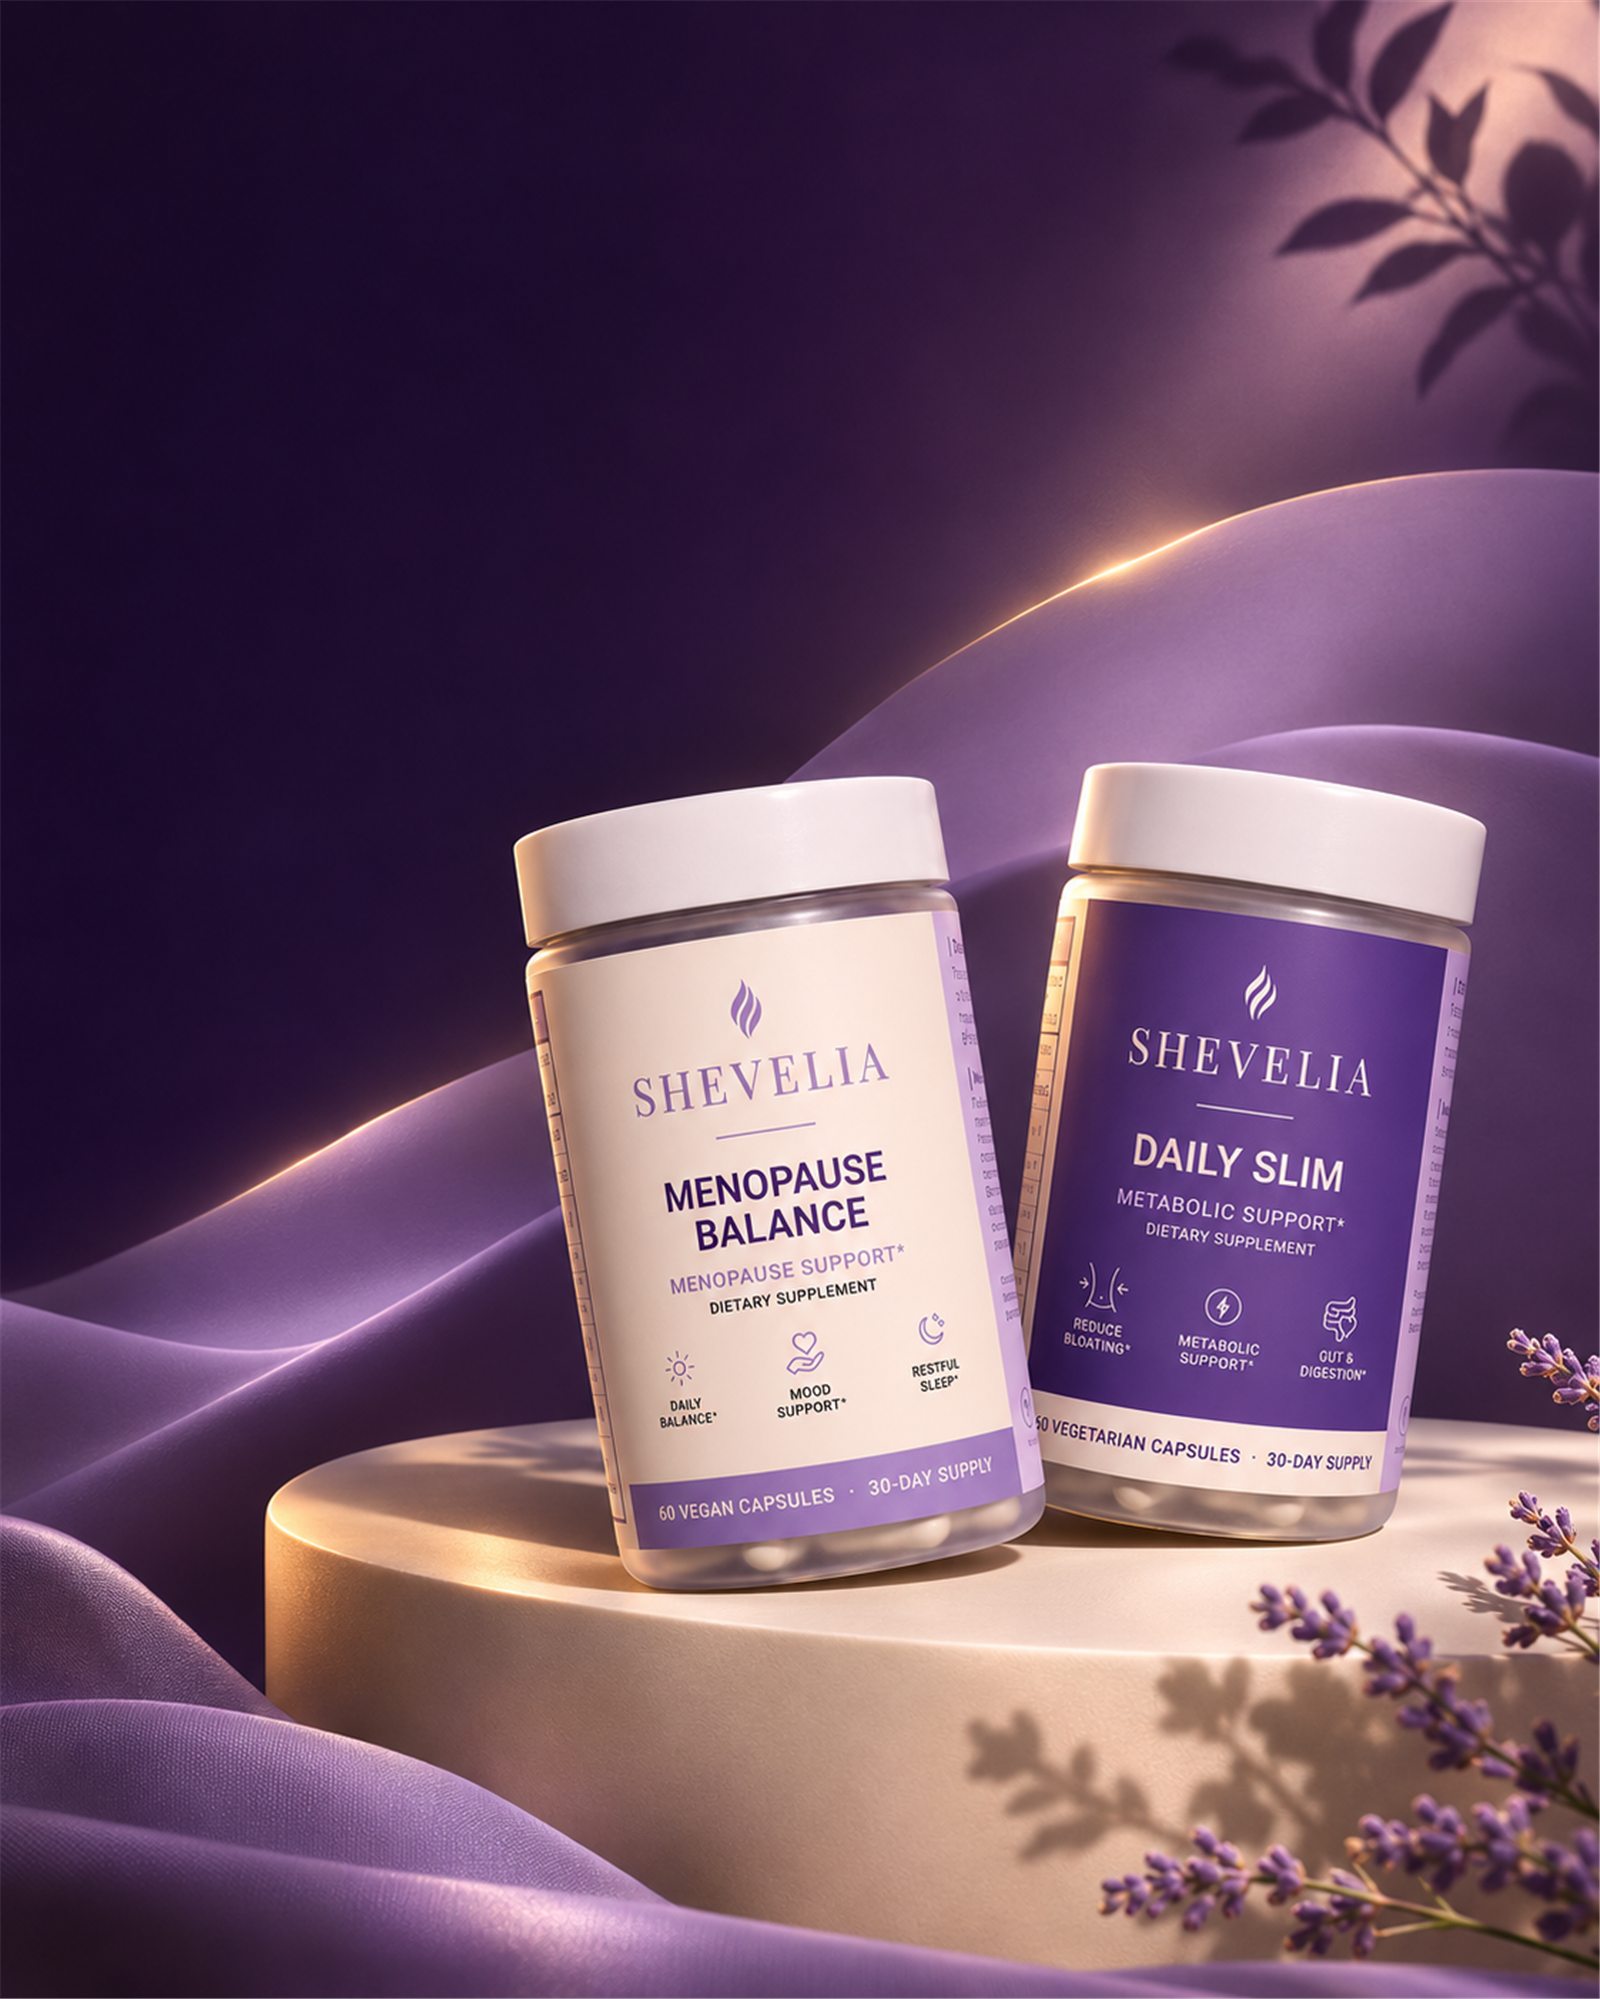 SHEVELIA
MENOPAUSE
BALANCE
MENOPAUSE SUPPORT*
DIETARY SUPPLEMENT
DAILY
BALANCE*
MOOD
SUPPORT*
RESTFUL
SLEEP*
60 VEGAN CAPSULES · 30-DAY SUPPLY
SHEVELIA
DAILY SLIM
METABOLIC SUPPORT*
DIETARY SUPPLEMENT
REDUCE
BLOATING*
METABOLIC
SUPPORT*
GUT &
DIGESTION*
60 VEGETARIAN CAPSULES · 30-DAY SUPPLY